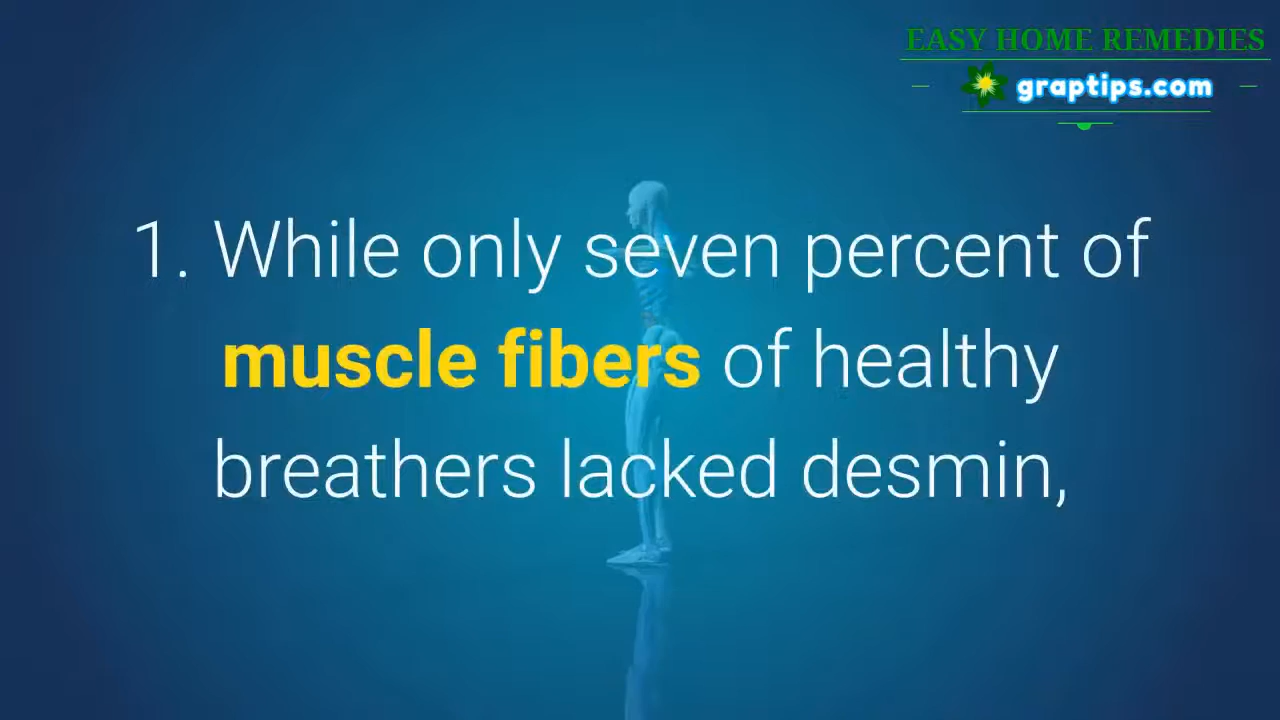 EASY HOME REMEDIES
graptips.com
1. While only seven percent of
muscle fibers of healthy
breathers lacked desmin,